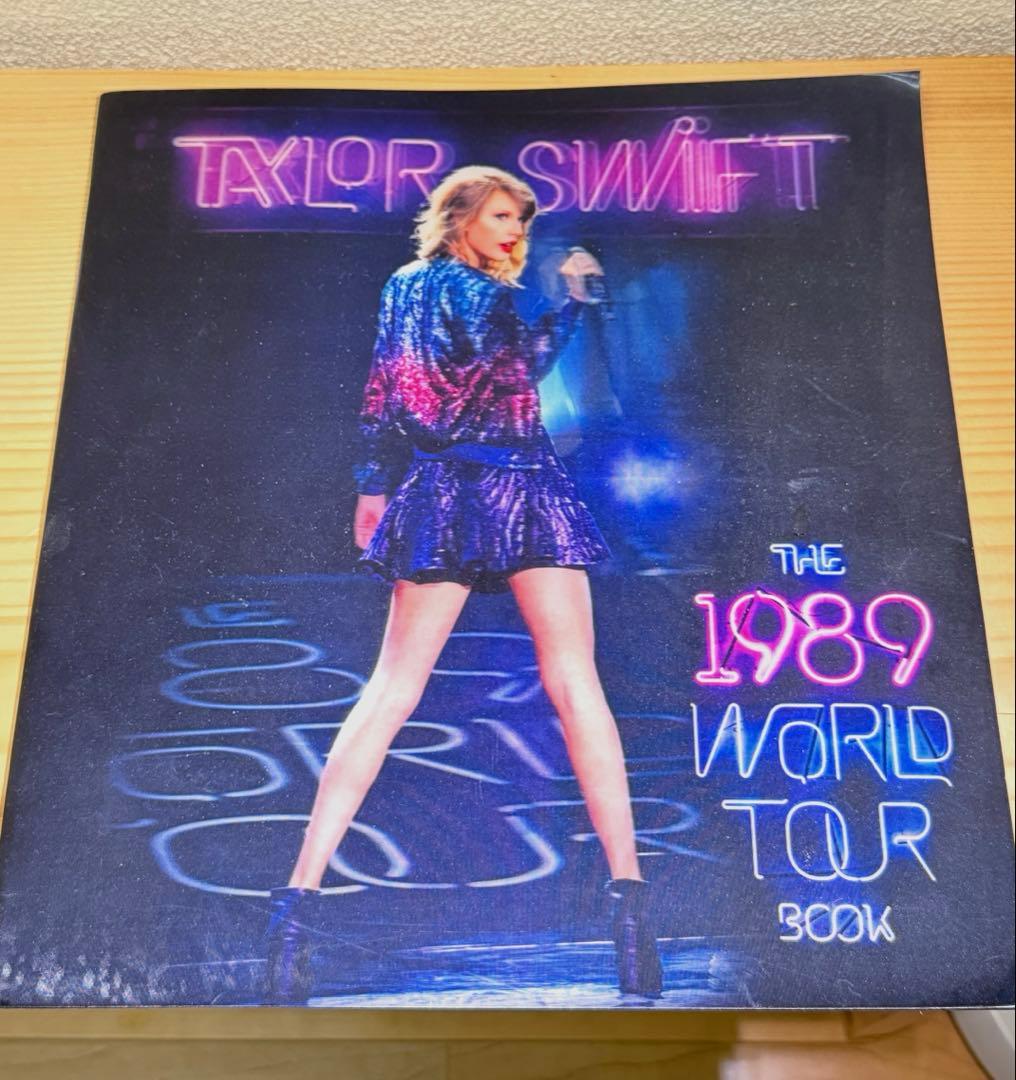 TAYLOR SWIFT
THE
1989
WORLD
TOUR
BOOK